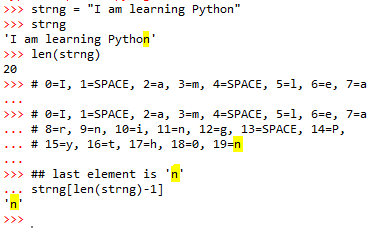 >>> strng = "I am learning Python"
>>> strng
'I am learning Python'
>>> len(strng)
20
>>> # 0=I, 1=SPACE, 2=a, 3=m, 4=SPACE, 5=l, 6=e, 7=a
...
>>> # 0=I, 1=SPACE, 2=a, 3=m, 4=SPACE, 5=l, 6=e, 7=a
... # 8=r, 9=n, 10=i, 11=n, 12=g, 13=SPACE, 14=P,
... # 15=y, 16=t, 17=h, 18=0, 19=n
...
>>> ## last element is 'n'
... strng[len(strng)-1]
'n'
>>>